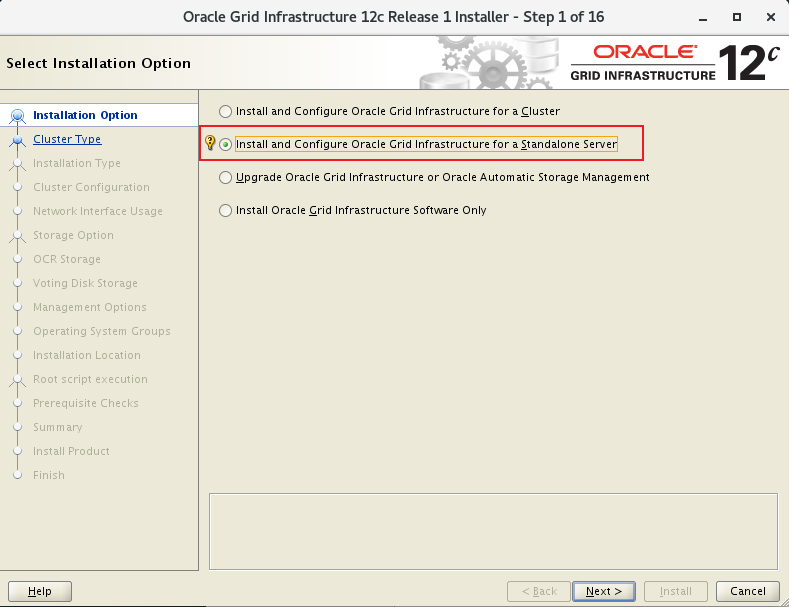 Oracle Grid Infrastructure 12c Release 1 Installer - Step 1 of 16
Select Installation Option
ORACLE
GRID INFRASTRUCTURE
12c
Installation Option
Cluster Type
Installation Type
Cluster Configuration
Network Interface Usage
Storage Option
OCR Storage
Voting Disk Storage
Management Options
Operating System Groups
Installation Location
Root script execution
Prerequisite Checks
Summary
Install Product
Finish
Install and Configure Oracle Grid Infrastructure for a Cluster
Install and Configure Oracle Grid Infrastructure for a Standalone Server
Upgrade Oracle Grid Infrastructure or Oracle Automatic Storage Management
Install Oracle Grid Infrastructure Software Only
Help
< Back
Next >
Install
Cancel